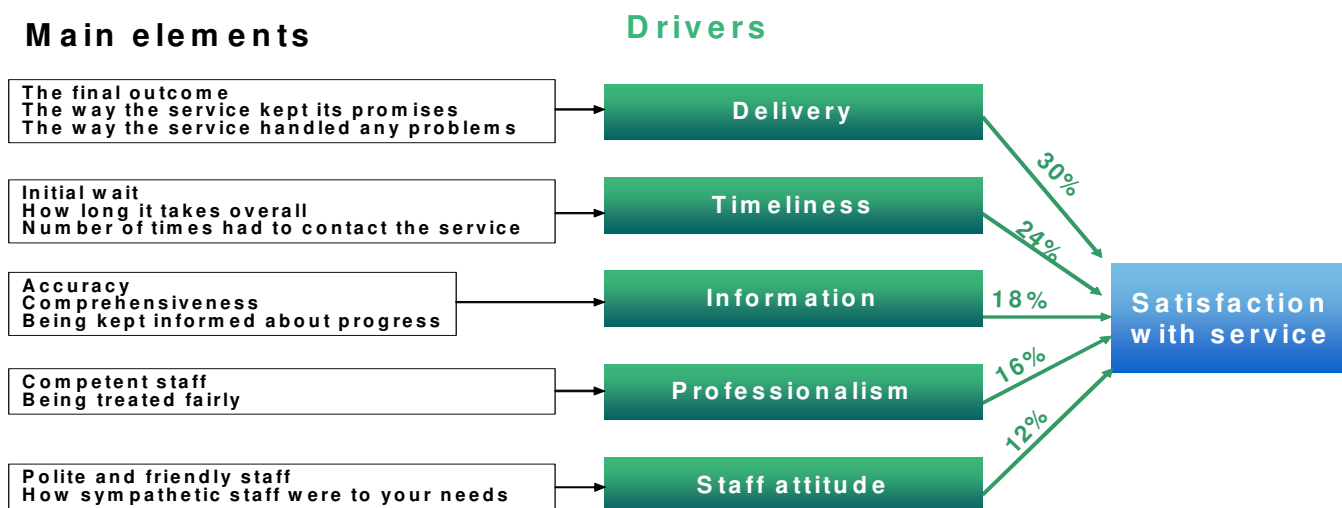 Main elements
Drivers
The final outcome
The way the service kept its promises
The way the service handled any problems
Delivery
30%
Initial wait
How long it takes overall
Number of times had to contact the service
Timeliness
24%
Accuracy
Comprehensiveness
Being kept informed about progress
Information
18%
Satisfaction
with service
Competent staff
Being treated fairly
Professionalism
16%
Polite and friendly staff
How sympathetic staff were to your needs
Staff attitude
12%